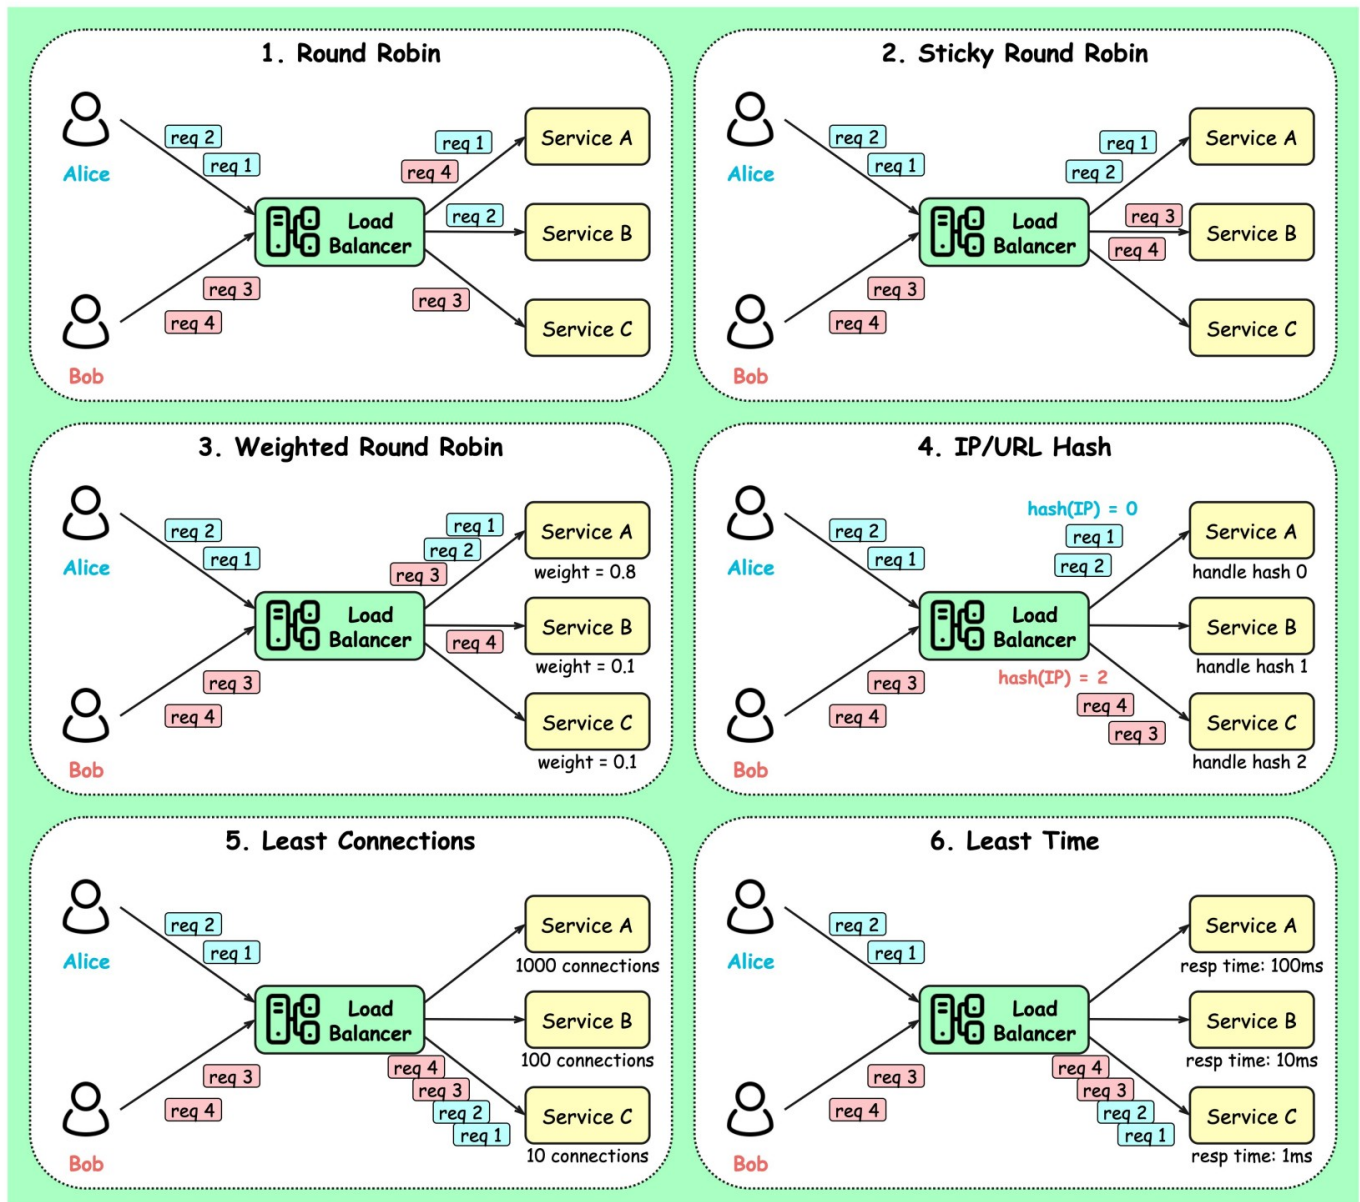 1. Round Robin
req 2
req 1
Alice
req 3
req 4
Bob
Load
Balancer
req 1
req 4
req 2
req 3
Service A
Service B
Service C
2. Sticky Round Robin
req 2
req 1
Alice
req 3
req 4
Bob
Load
Balancer
req 1
req 2
req 3
req 4
Service A
Service B
Service C
3. Weighted Round Robin
req 2
req 1
Alice
req 3
req 4
Bob
Load
Balancer
req 1
req 2
req 3
req 4
Service A
weight = 0.8
Service B
weight = 0.1
Service C
weight = 0.1
4. IP/URL Hash
req 2
req 1
Alice
req 3
req 4
Bob
Load
Balancer
hash(IP) = 0
req 1
req 2
hash(IP) = 2
req 4
req 3
Service A
handle hash 0
Service B
handle hash 1
Service C
handle hash 2
5. Least Connections
req 2
req 1
Alice
req 3
req 4
Bob
Load
Balancer
req 4
req 3
req 2
req 1
Service A
1000 connections
Service B
100 connections
Service C
10 connections
6. Least Time
req 2
req 1
Alice
req 3
req 4
Bob
Load
Balancer
req 4
req 3
req 2
req 1
Service A
resp time: 100ms
Service B
resp time: 10ms
Service C
resp time: 1ms